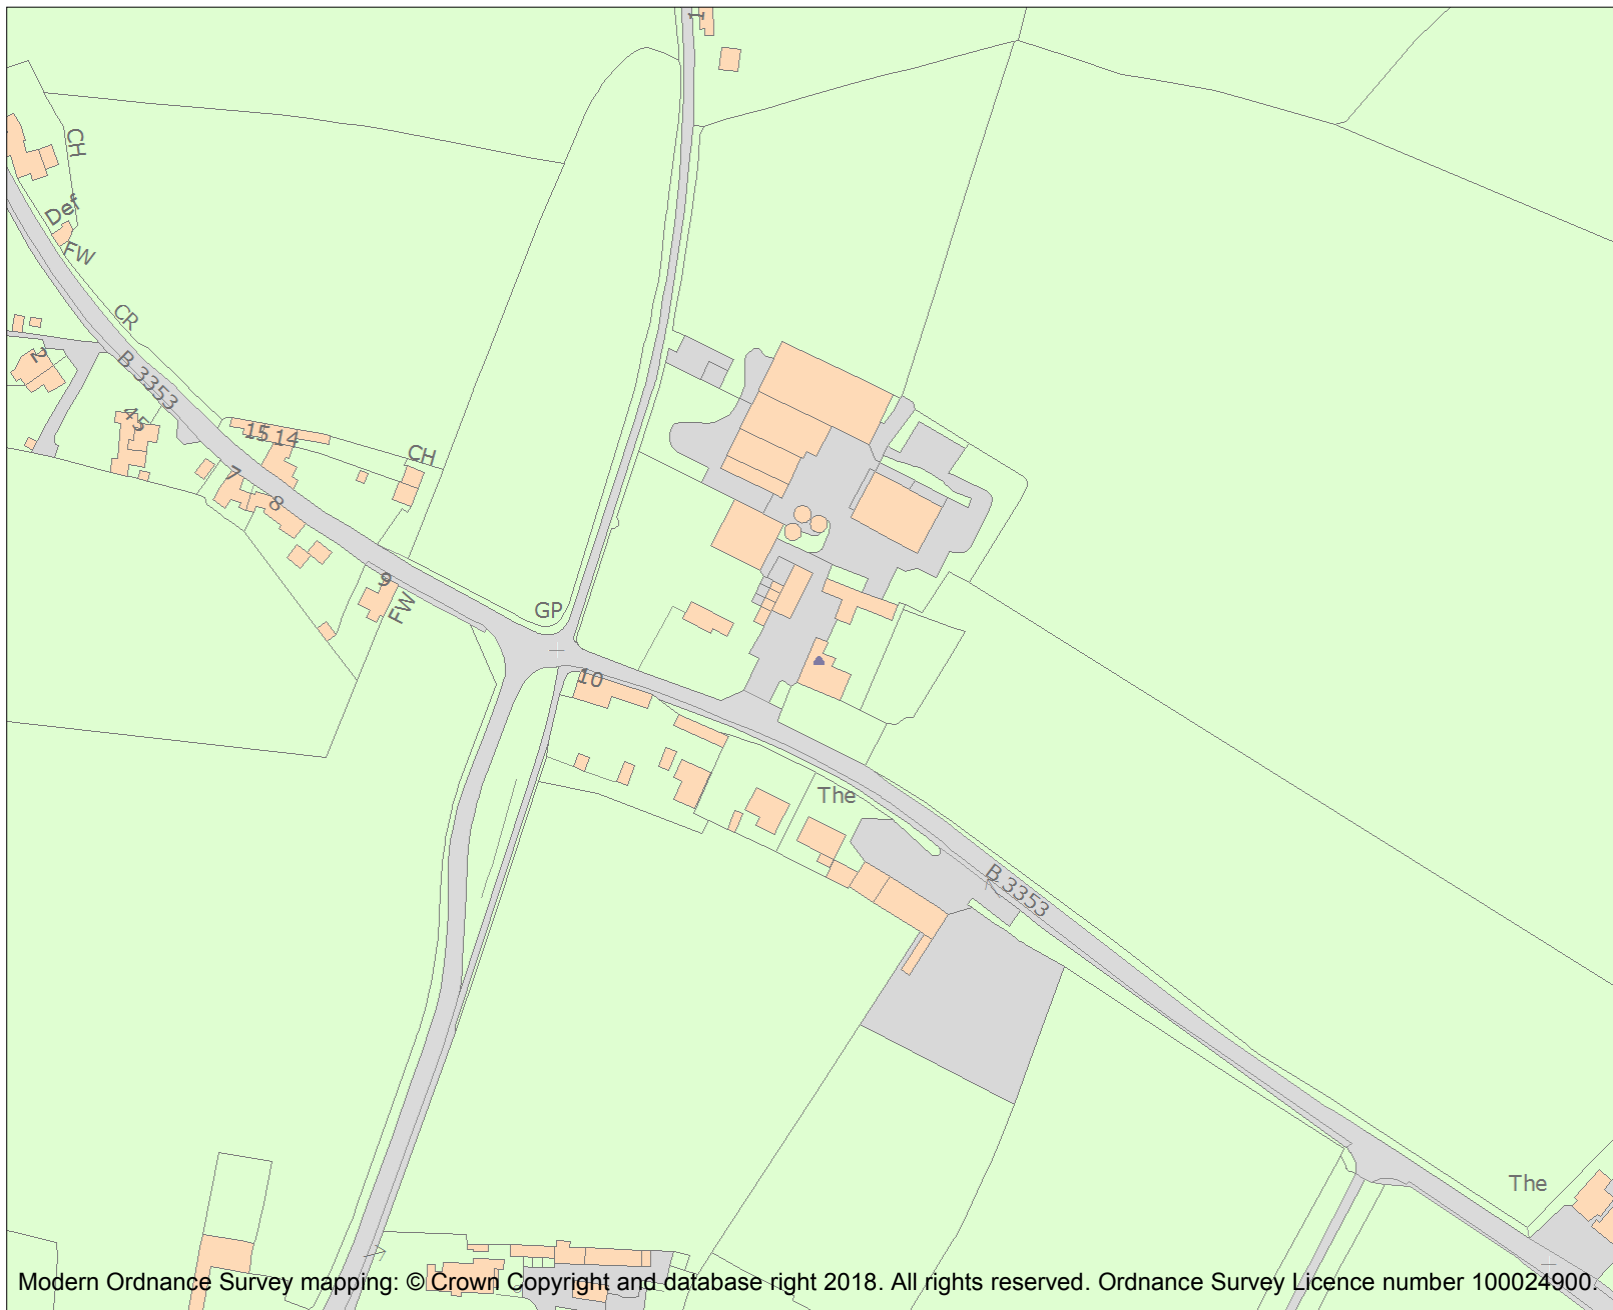 1
CH
Def
FW
CR
2
B 3353
4
5
15
14
CH
7
8
9
FW
GP
10
The
B 3353
The
Modern Ordnance Survey mapping: © Crown Copyright and database right 2018. All rights reserved. Ordnance Survey Licence number 100024900.